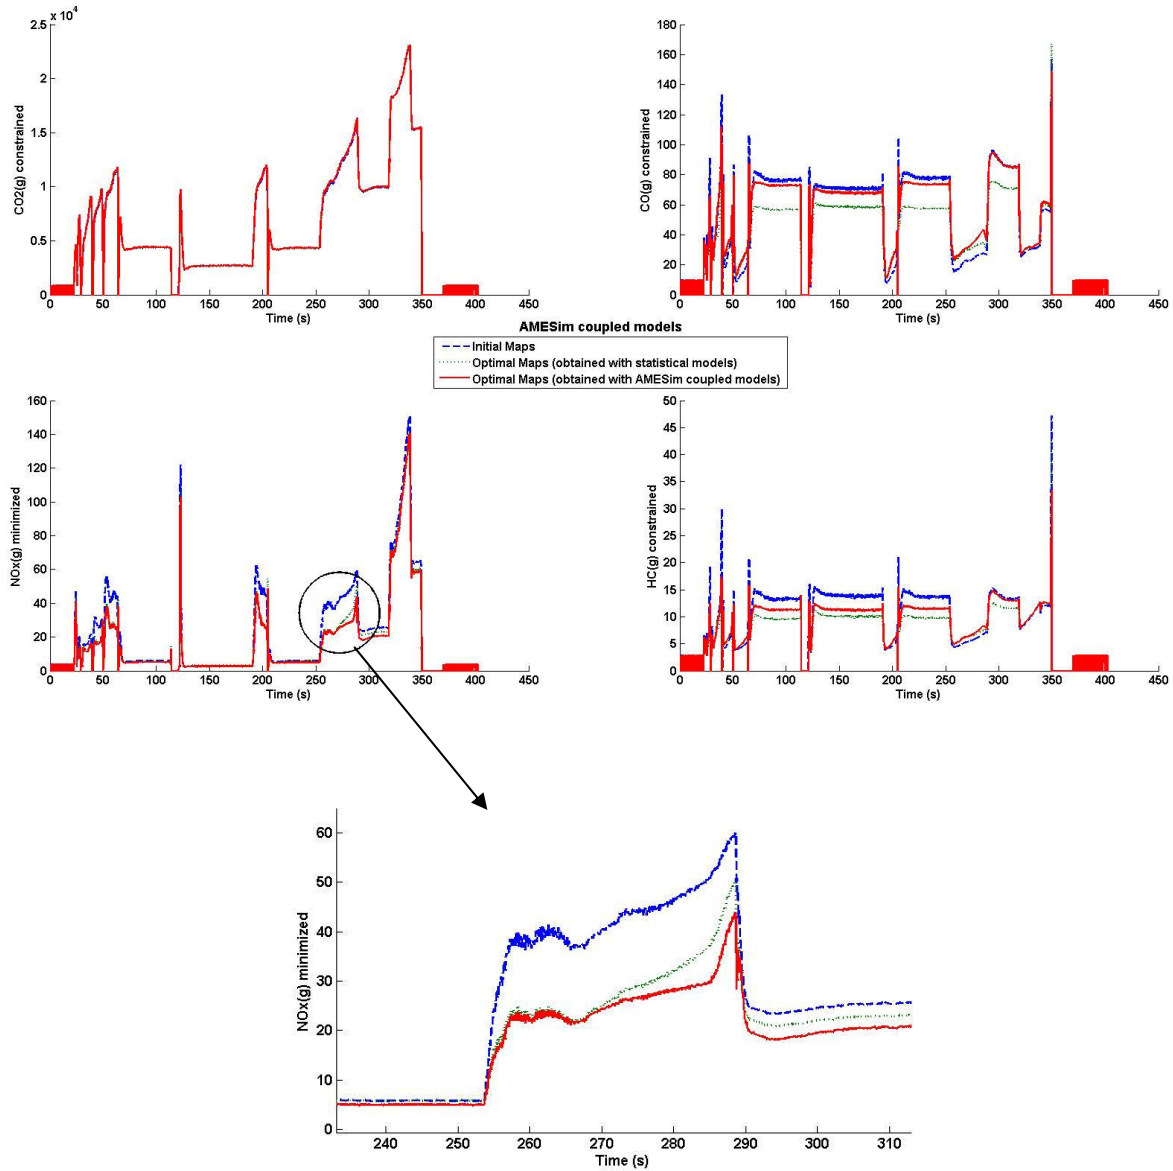 x 10^4
2.5
2
1.5
1
0.5
0
CO2(g) constrained
0 50 100 150 200 250 300 350 400 450
Time (s)
180
160
140
120
100
80
60
40
20
0
CO(g) constrained
0 50 100 150 200 250 300 350 400 450
Time (s)
AMESim coupled models
Initial Maps
Optimal Maps (obtained with statistical models)
Optimal Maps (obtained with AMESim coupled models)
160
140
120
100
80
60
40
20
0
NOx(g) minimized
0 50 100 150 200 250 300 350 400 450
Time (s)
50
45
40
35
30
25
20
15
10
5
0
HC(g) constrained
0 50 100 150 200 250 300 350 400 450
Time (s)
60
50
40
30
20
10
0
NOx(g) minimized
240 250 260 270 280 290 300 310
Time (s)